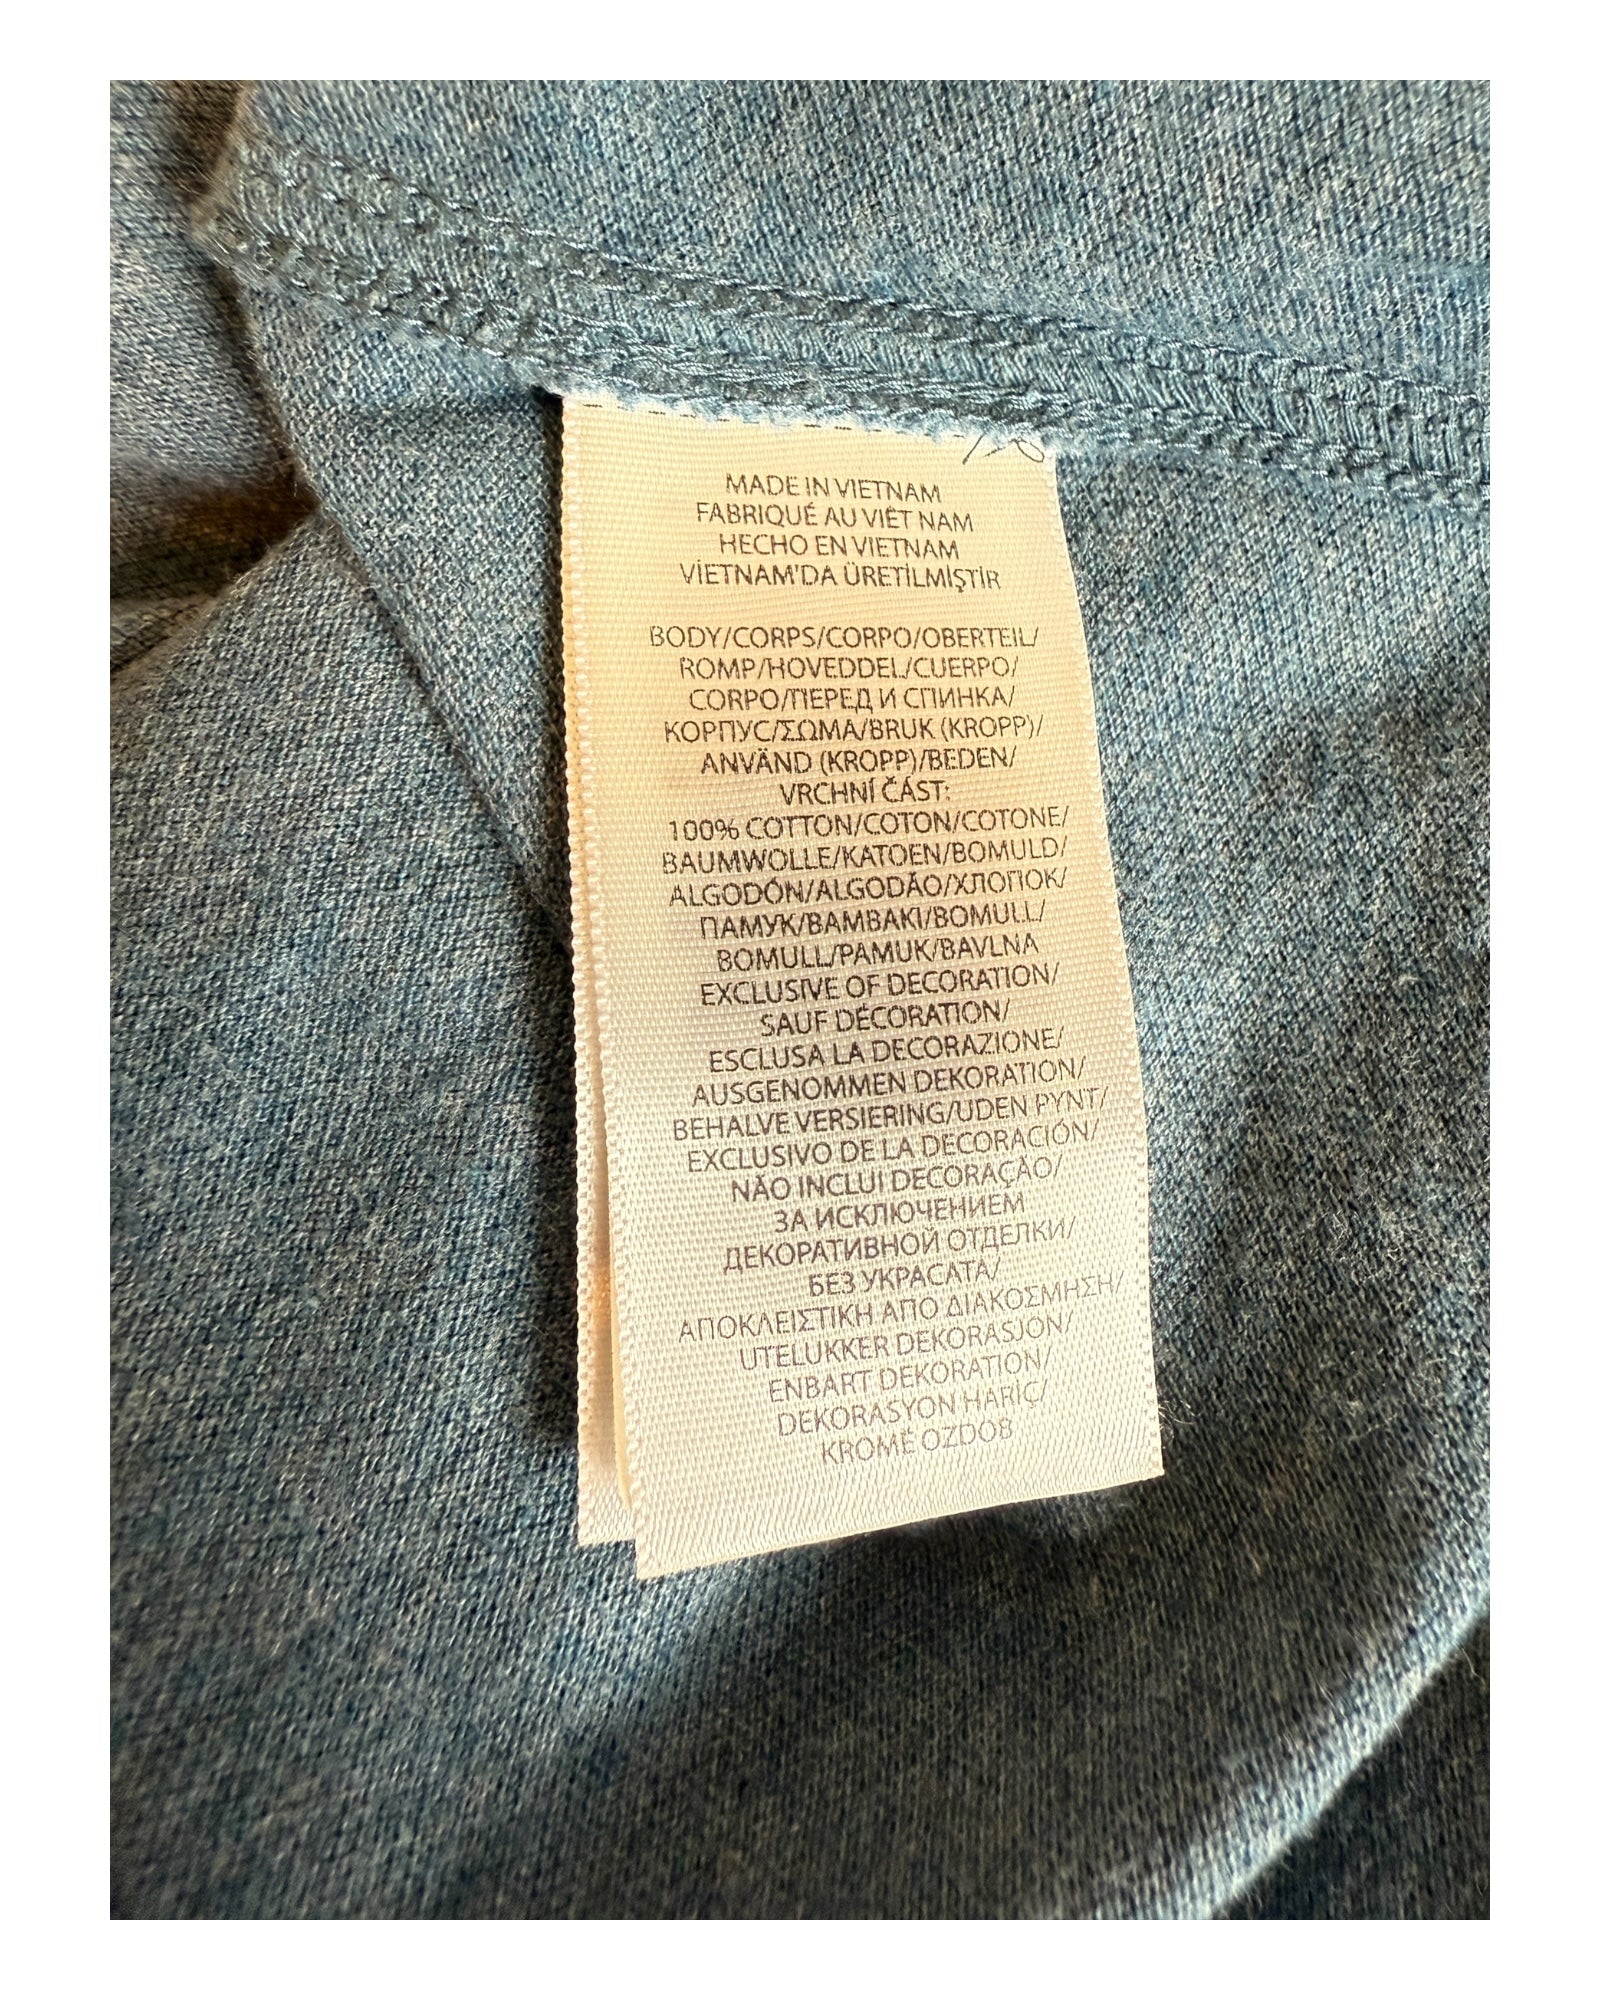 MADE IN VIETNAM
FABRIQUÉ AU VIÊT NAM
HECHO EN VIETNAM
VİETNAM'DA ÜRETİLMİŞTİR
BODY/CORPS/CORPO/OBERTEIL/
ROMP/HOVEDDEL/CUERPO/
CORPO/ПЕРЕД И СПИНКА/
КОРПУС/ΣΩΜΑ/BRUK (KROPP)/
ANVÄND (KROPP)/BEDEN/
VRCHNÍ ČÁST:
100% COTTON/COTON/COTONE/
BAUMWOLLE/KATOEN/BOMULD/
ALGODÓN/ALGODÃO/ХЛОПОК/
ПАМУК/ΒΑΜΒΑΚΙ/BOMULL/
BOMULL/PAMUK/BAVLNA
EXCLUSIVE OF DECORATION/
SAUF DÉCORATION/
ESCLUSA LA DECORAZIONE/
AUSGENOMMEN DEKORATION/
BEHALVE VERSIERING/UDEN PYNT/
EXCLUSIVO DE LA DECORACIÓN/
NÃO INCLUI DECORAÇÃO/
ЗА ИСКЛЮЧЕНИЕМ
ДЕКОРАТИВНОЙ ОТДЕЛКИ/
БЕЗ УКРАСАТА/
ΑΠΟΚΛΕΙΣΤΙΚΗ ΑΠΟ ΔΙΑΚΟΣΜΗΣΗ/
UTELUKKER DEKORASJON/
ENBART DEKORATION/
DEKORASYON HARİÇ/
KROMĚ OZDOB